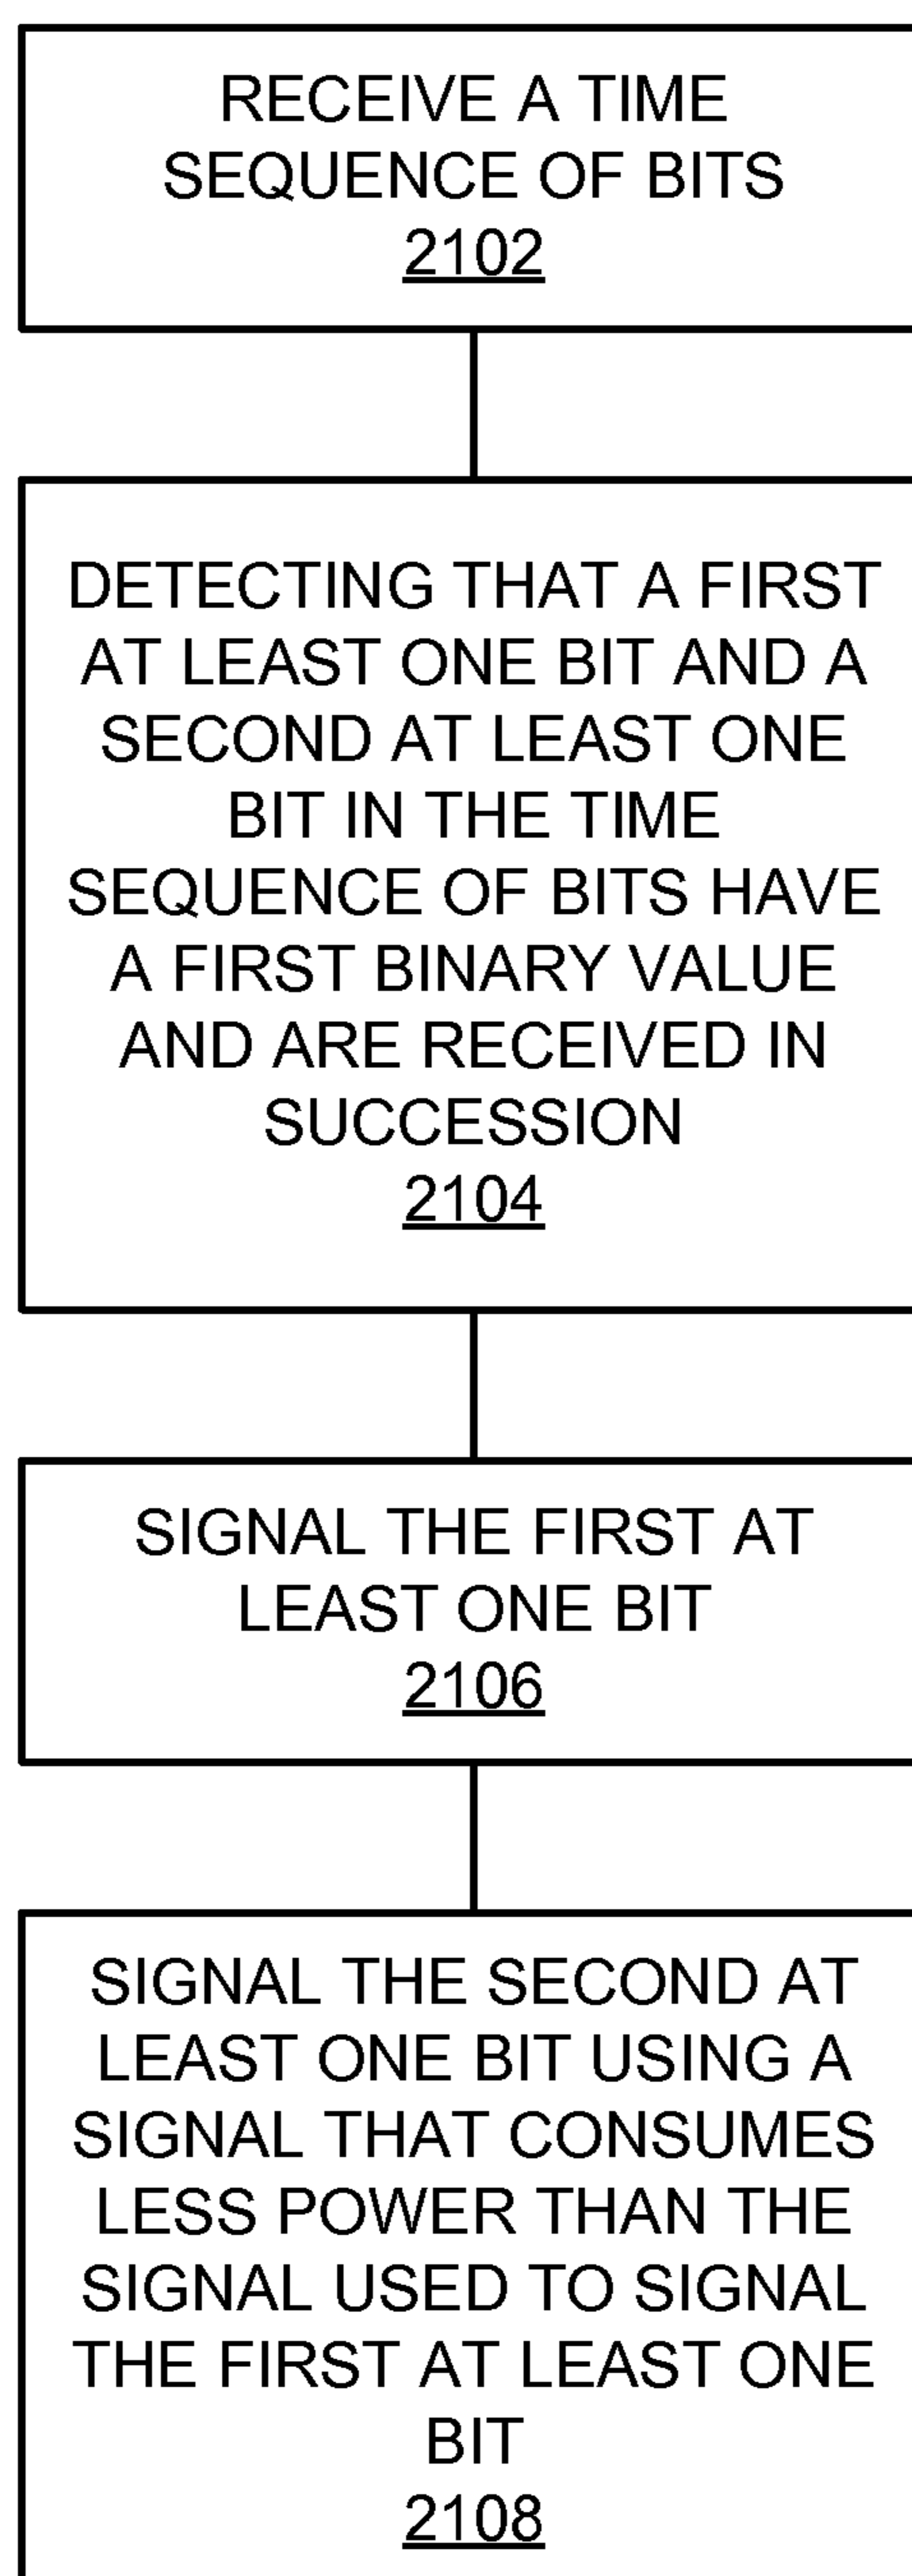 RECEIVE A TIME
SEQUENCE OF BITS
2102
DETECTING THAT A FIRST
AT LEAST ONE BIT AND A
SECOND AT LEAST ONE
BIT IN THE TIME
SEQUENCE OF BITS HAVE
A FIRST BINARY VALUE
AND ARE RECEIVED IN
SUCCESSION
2104
SIGNAL THE FIRST AT
LEAST ONE BIT
2106
SIGNAL THE SECOND AT
LEAST ONE BIT USING A
SIGNAL THAT CONSUMES
LESS POWER THAN THE
SIGNAL USED TO SIGNAL
THE FIRST AT LEAST ONE
BIT
2108